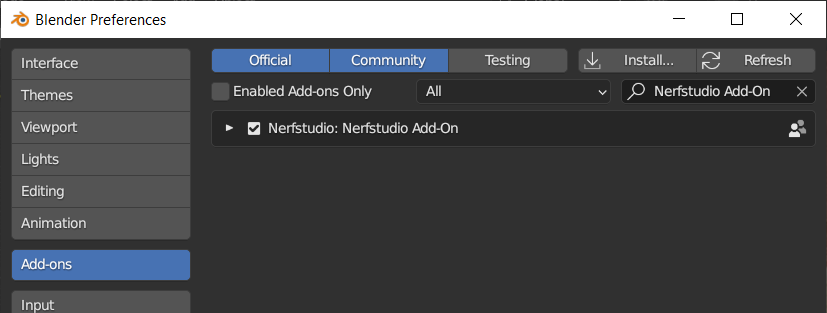 Blender Preferences
Interface
Themes
Viewport
Lights
Editing
Animation
Add-ons
Input
Official Community Testing Install... Refresh
Enabled Add-ons Only All Nerfstudio Add-On
Nerfstudio: Nerfstudio Add-On